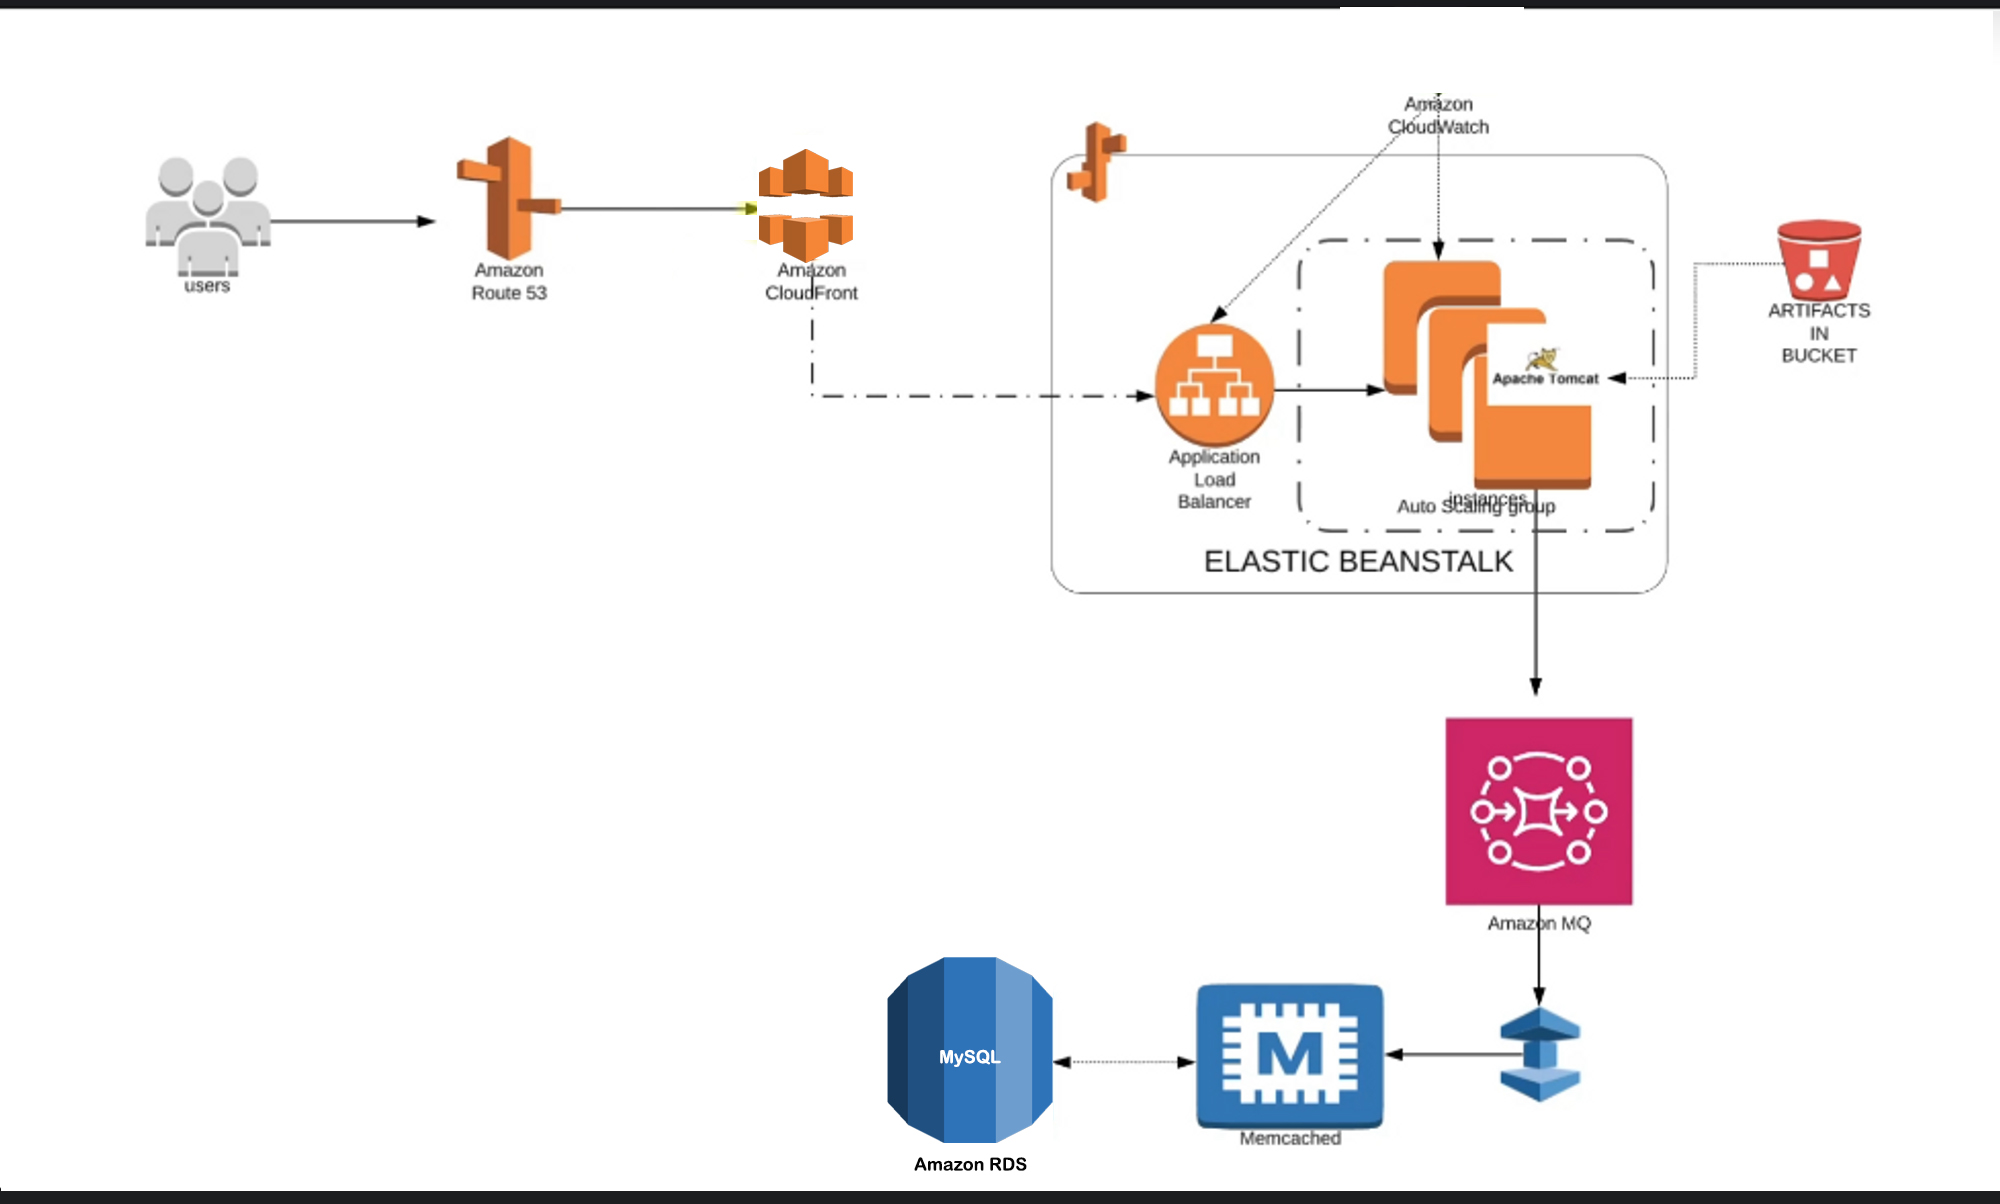 users
Amazon
Route 53
Amazon
CloudFront
Amazon
CloudWatch
Apache Tomcat
ARTIFACTS
IN
BUCKET
Application
Load
Balancer
instances
Auto Scaling group
ELASTIC BEANSTALK
Amazon MQ
MySQL
M
Memcached
Amazon RDS